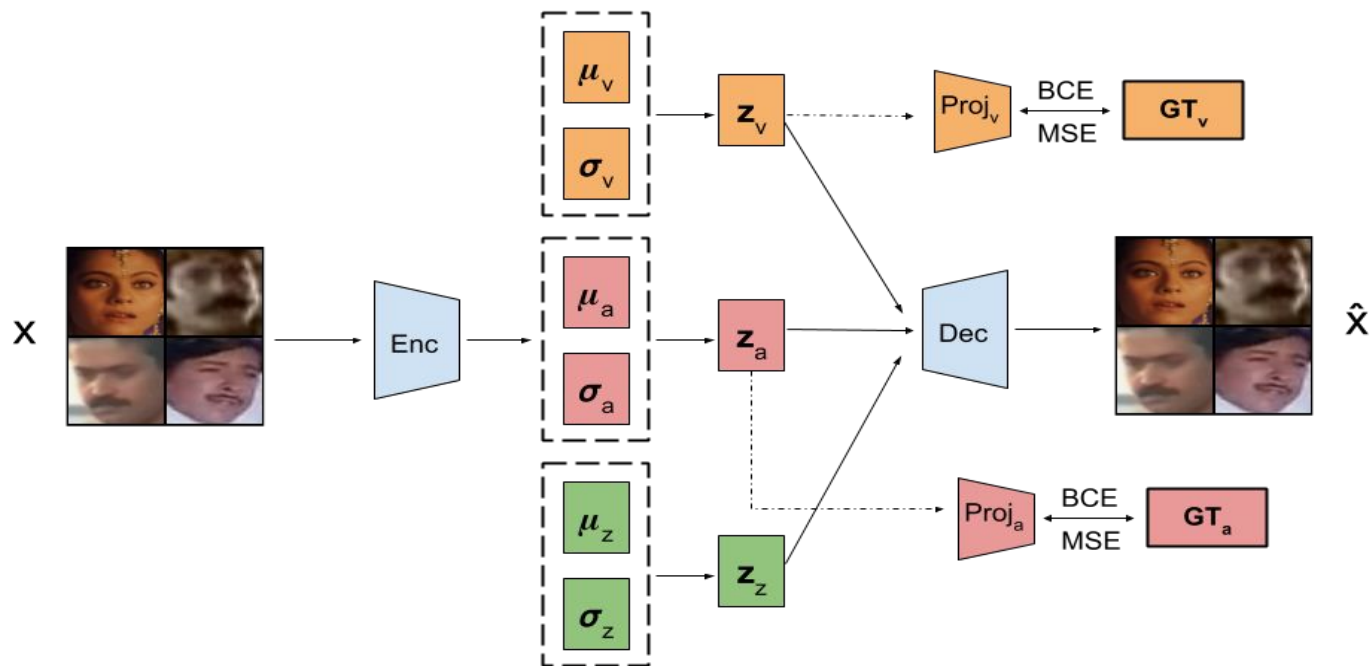 μv
σv
zv
Projv
BCE
MSE
GTv
X
Enc
μa
σa
za
Dec
X̂
μz
σz
zz
Proja
BCE
MSE
GTa